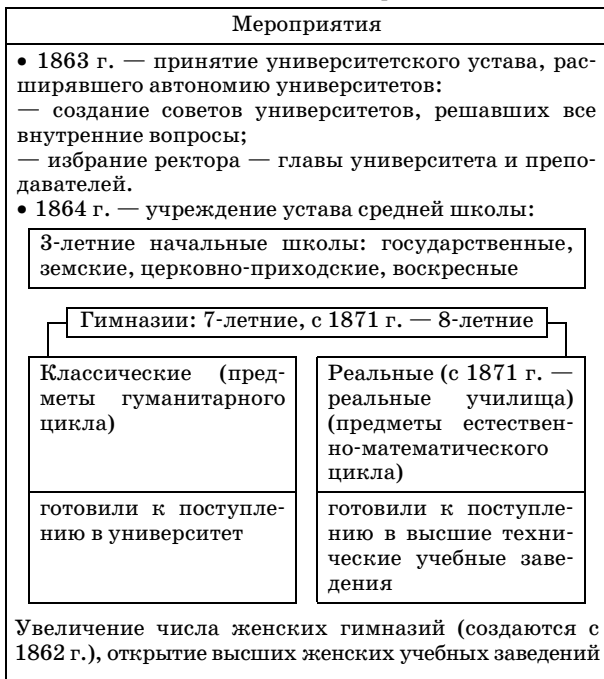 Мероприятия
• 1863 г. — принятие университетского устава, рас-
ширявшего автономию университетов:
— создание советов университетов, решавших все
внутренние вопросы;
— избрание ректора — главы университета и препо-
давателей.
• 1864 г. — учреждение устава средней школы:
3-летние начальные школы: государственные,
земские, церковно-приходские, воскресные
Гимназии: 7-летние, с 1871 г. — 8-летние
Классические (пред-
меты гуманитарного
цикла)
готовили к поступле-
нию в университет
Реальные (с 1871 г. —
реальные училища)
(предметы естествен-
но-математического
цикла)
готовили к поступле-
нию в высшие техни-
ческие учебные заве-
дения
Увеличение числа женских гимназий (создаются с
1862 г.), открытие высших женских учебных заведений